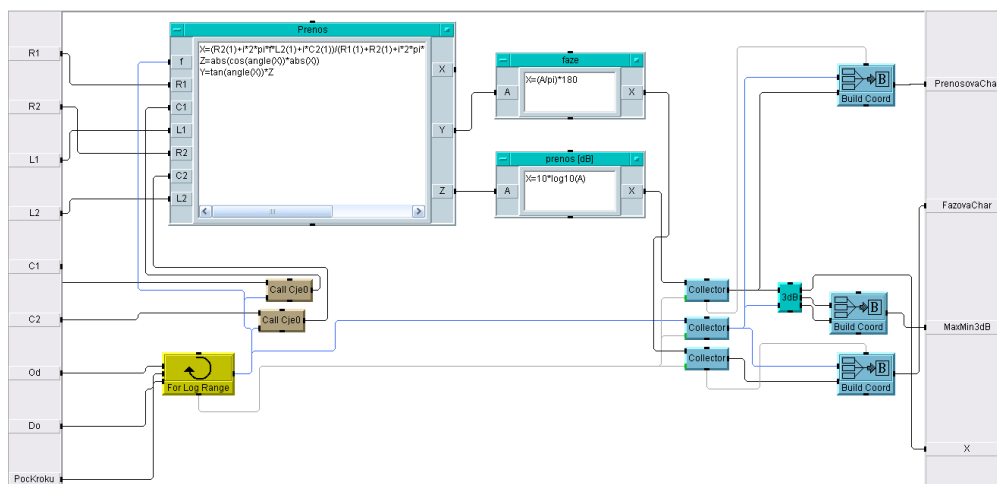 R1
R2
L1
L2
C1
C2
Od
Do
PocKroku
Prenos
f
R1
C1
L1
R2
C2
L2
X=(R2(1)+i*2*pi*f*L2(1)+i*C2(1))/(R1(1)+R2(1)+i*2*pi*
Z=abs(cos(angle(X))*abs(X))
Y=tan(angle(X))*Z
X
Y
Z
faze
A
X=(A/pi)*180
X
prenos [dB]
A
X=10*log10(A)
X
Call Cje0
Call Cje0
For Log Range
Collector
Collector
Collector
3dB
B
Build Coord
B
Build Coord
B
Build Coord
PrenosovaCha
FazovaChar
MaxMin3dB
X